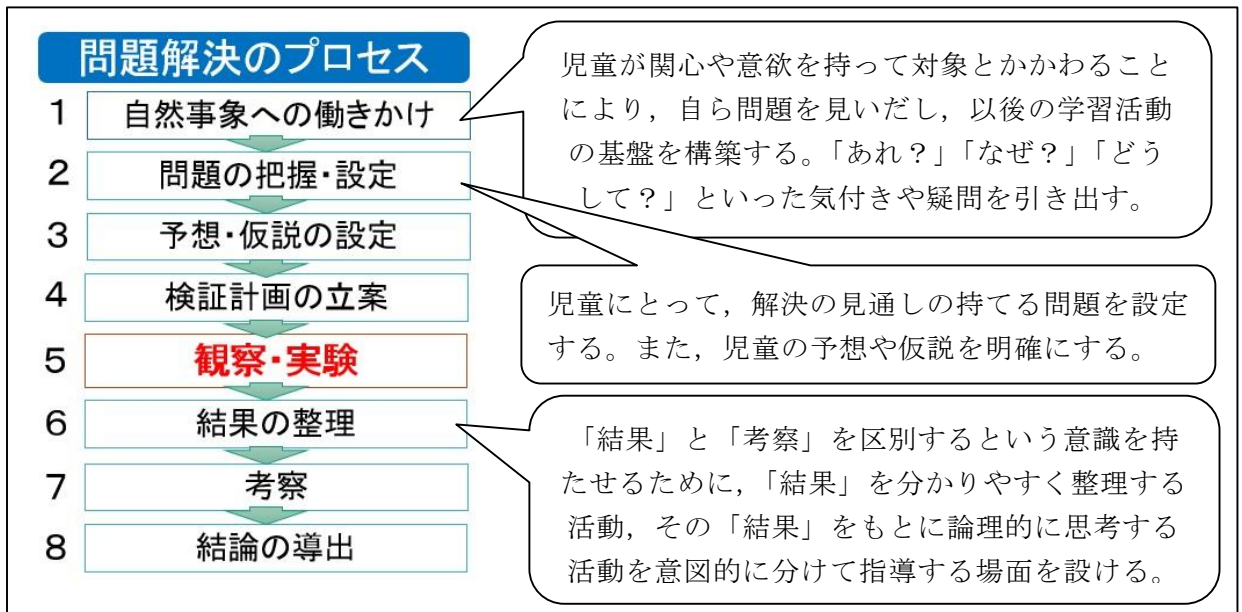 問題解決のプロセス
1 自然事象への働きかけ
2 問題の把握・設定
3 予想・仮説の設定
4 検証計画の立案
5 観察・実験
6 結果の整理
7 考察
8 結論の導出
児童が関心や意欲を持って対象とかかわること
により，自ら問題を見いだし，以後の学習活動
の基盤を構築する。「あれ？」「なぜ？」「どう
して？」といった気付きや疑問を引き出す。
児童にとって，解決の見通しの持てる問題を設定
する。また，児童の予想や仮説を明確にする。
「結果」と「考察」を区別するという意識を持
たせるために，「結果」を分かりやすく整理する
活動，その「結果」をもとに論理的に思考する
活動を意図的に分けて指導する場面を設ける。